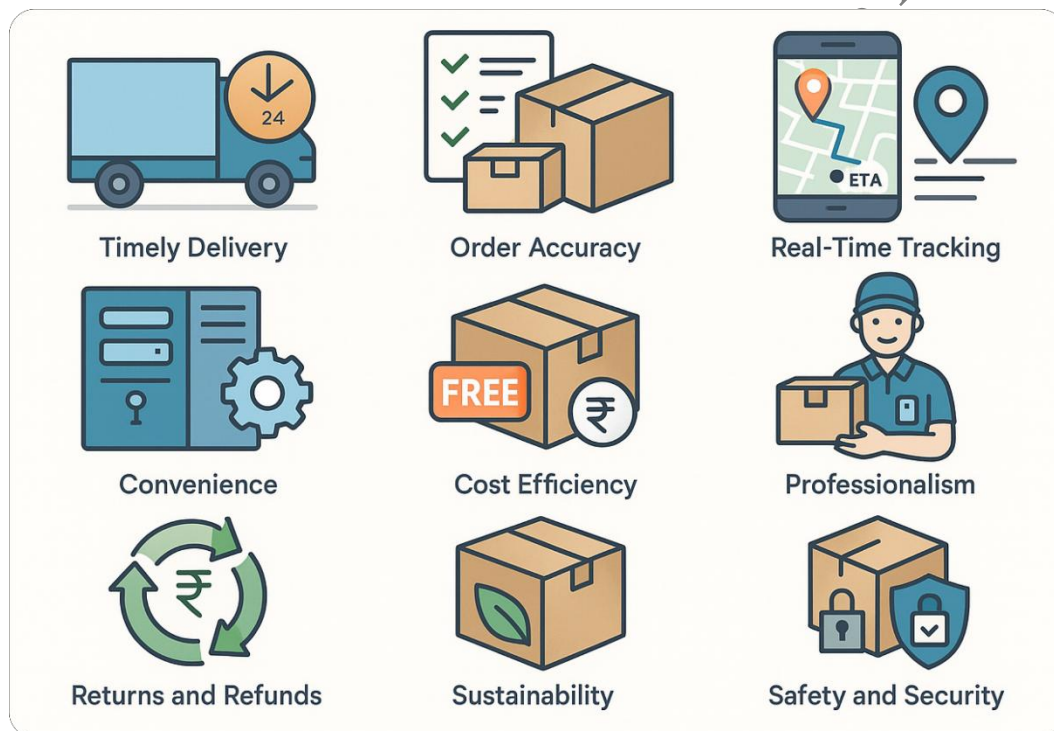 24
ETA
Timely Delivery
Order Accuracy
Real-Time Tracking
FREE
₹
Convenience
Cost Efficiency
Professionalism
₹
Returns and Refunds
Sustainability
Safety and Security